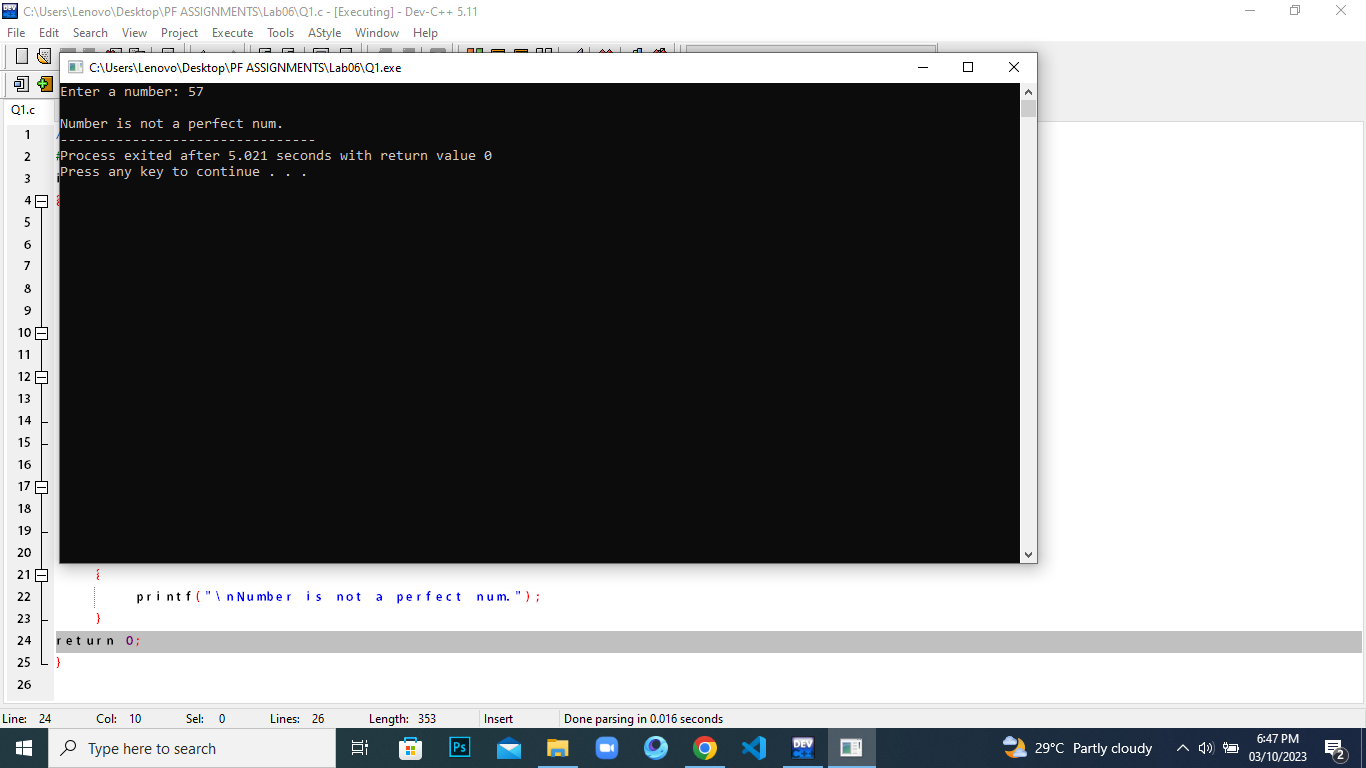 C:\Users\Lenovo\Desktop\PF ASSIGNMENTS\Lab06\Q1.c - [Executing] - Dev-C++ 5.11
File Edit Search View Project Execute Tools AStyle Window Help
C:\Users\Lenovo\Desktop\PF ASSIGNMENTS\Lab06\Q1.exe
Q1.c
Enter a number: 57
Number is not a perfect num.
--------------------------------
Process exited after 5.021 seconds with return value 0
Press any key to continue . . .
1
2
3
4
5
6
7
8
9
10
11
12
13
14
15
16
17
18
19
20
21 {
22 printf("\nNumber is not a perfect num.");
23 }
24 return 0;
25 }
26
Line: 24 Col: 10 Sel: 0 Lines: 26 Length: 353 Insert Done parsing in 0.016 seconds
Type here to search Ps DEV 29°C Partly cloudy 6:47 PM
03/10/2023 2